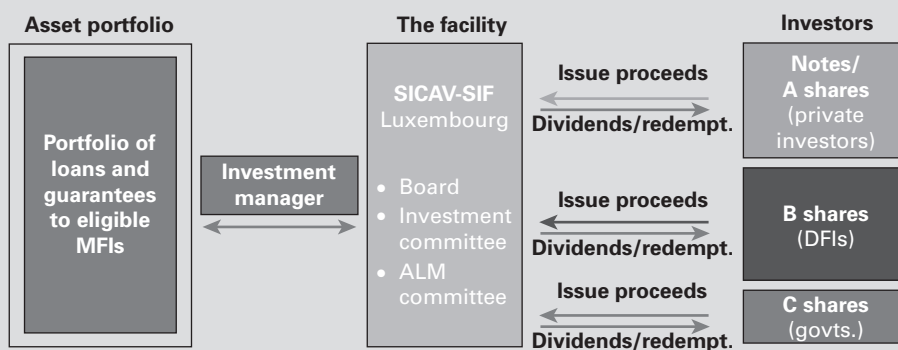 Asset portfolio
Portfolio of
loans and
guarantees
to eligible
MFIs
Investment
manager
The facility
SICAV-SIF
Luxembourg
• Board
• Investment
committee
• ALM
committee
Issue proceeds
Dividends/redempt.
Issue proceeds
Dividends/redempt.
Issue proceeds
Dividends/redempt.
Investors
Notes/
A shares
(private
investors)
B shares
(DFIs)
C shares
(govts.)